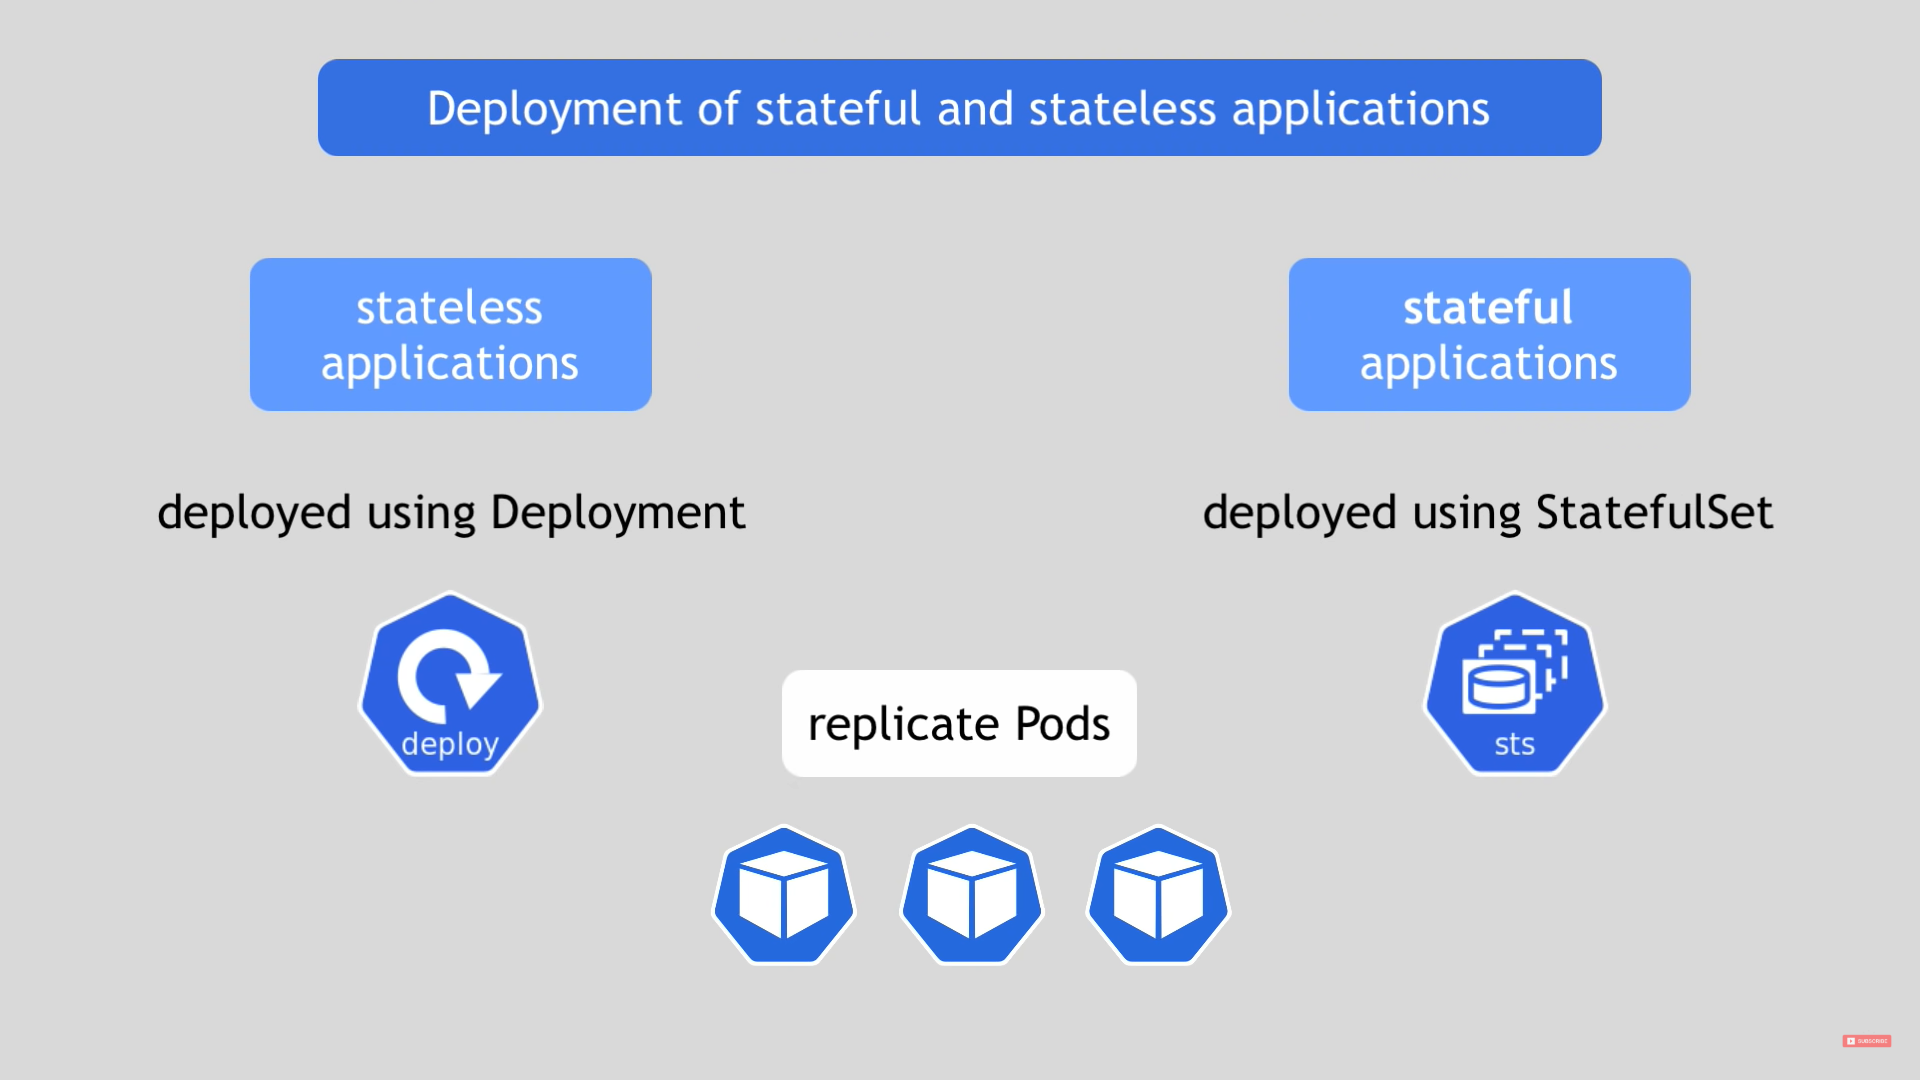 Deployment of stateful and stateless applications
stateless
applications
stateful
applications
deployed using Deployment
deployed using StatefulSet
deploy
sts
replicate Pods
SUBSCRIBE